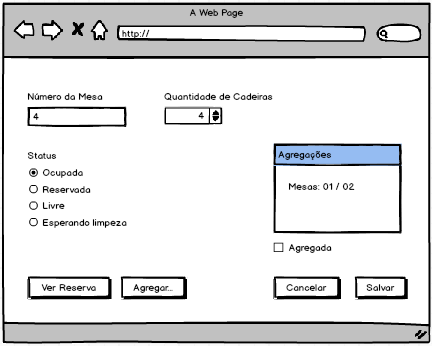 A Web Page
http://
Número da Mesa
Quantidade de Cadeiras
4
4
Status
Ocupada
Reservada
Livre
Esperando limpeza
Agregações
Mesas: 01 / 02
Agregada
Ver Reserva
Agregar...
Cancelar
Salvar